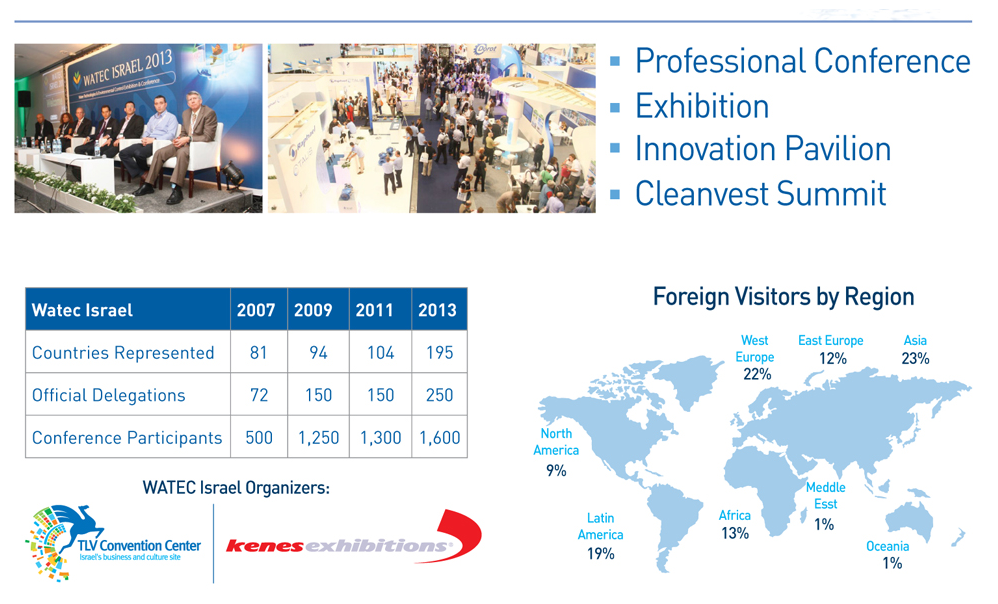 WATEC ISRAEL 2013
Professional Conference
Exhibition
Innovation Pavilion
Cleanvest Summit
Watec Israel 2007 2009 2011 2013
Countries Represented 81 94 104 195
Official Delegations 72 150 150 250
Conference Participants 500 1,250 1,300 1,600
WATEC Israel Organizers:
TLV Convention Center
Israel's business and culture site
kenesexhibitions®
Foreign Visitors by Region
West
Europe
22%
East Europe
12%
Asia
23%
North
America
9%
Latin
America
19%
Africa
13%
Meddle
Esst
1%
Oceania
1%